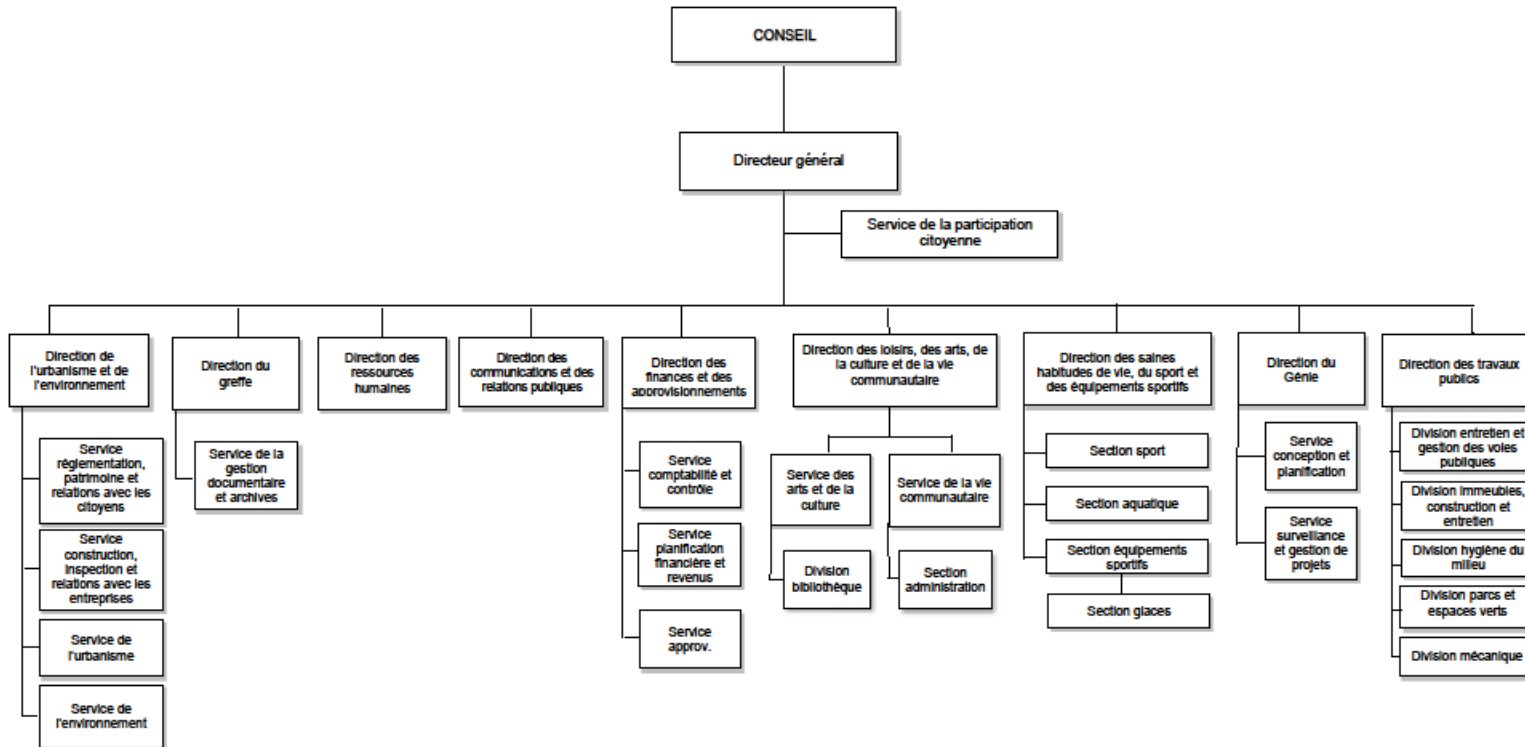 CONSEIL
Directeur général
Service de la participation
citoyenne
Direction de
l'urbanisme et de
l'environnement
Direction du
greffe
Direction des
ressources
humaines
Direction des
communications et des
relations publiques
Direction des
finances et des
approvisionnements
Direction des loisirs, des arts, de
la culture et de la vie
communautaire
Direction des saines
habitudes de vie, du sport et
des équipements sportifs
Direction du
Génie
Direction des travaux
publics
Service
réglementation,
patrimoine et
relations avec les
citoyens
Service
construction,
inspection et
relations avec les
entreprises
Service de
l'urbanisme
Service de
l'environnement
Service de la
gestion
documentaire
et archives
Service
comptabilité et
contrôle
Service
planification
financière et
revenus
Service
approv.
Service des
arts et de la
culture
Division
bibliothèque
Service de la vie
communautaire
Section
administration
Section sport
Section aquatique
Section équipements
sportifs
Section glaces
Service
conception et
planification
Service
surveillance
et gestion de
projets
Division entretien et
gestion des voies
publiques
Division immeubles,
construction et
entretien
Division hygiène du
milieu
Division parcs et
espaces verts
Division mécanique